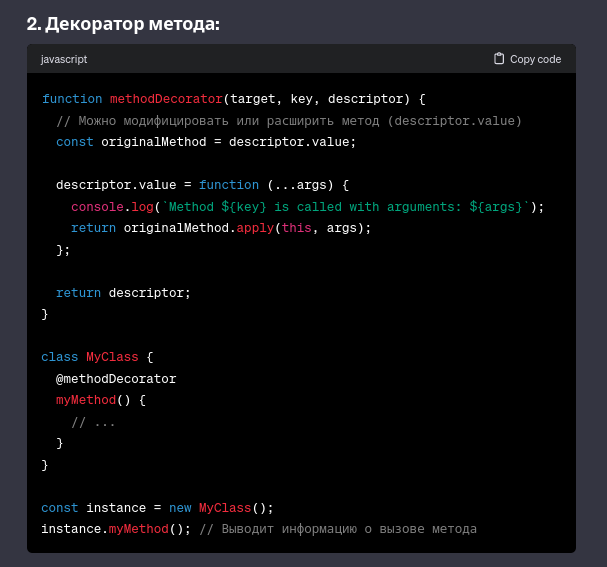 2. Декоратор метода:
javascript
Copy code
function methodDecorator(target, key, descriptor) {
// Можно модифицировать или расширить метод (descriptor.value)
const originalMethod = descriptor.value;
descriptor.value = function (...args) {
console.log(`Method ${key} is called with arguments: ${args}`);
return originalMethod.apply(this, args);
};
return descriptor;
}
class MyClass {
@methodDecorator
myMethod() {
// ...
}
}
const instance = new MyClass();
instance.myMethod(); // Выводит информацию о вызове метода